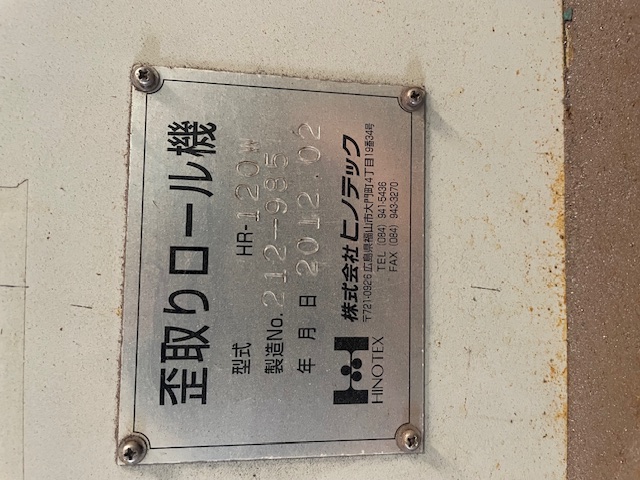 歪取りロール機
型式 HR-120W
製造No. 212-985
年月日 2012.02
HINOTEX
株式会社ヒノテック
〒721-0926 広島県福山市大門町4丁目19番34号
TEL (084) 941-5436
FAX (084) 943-3270